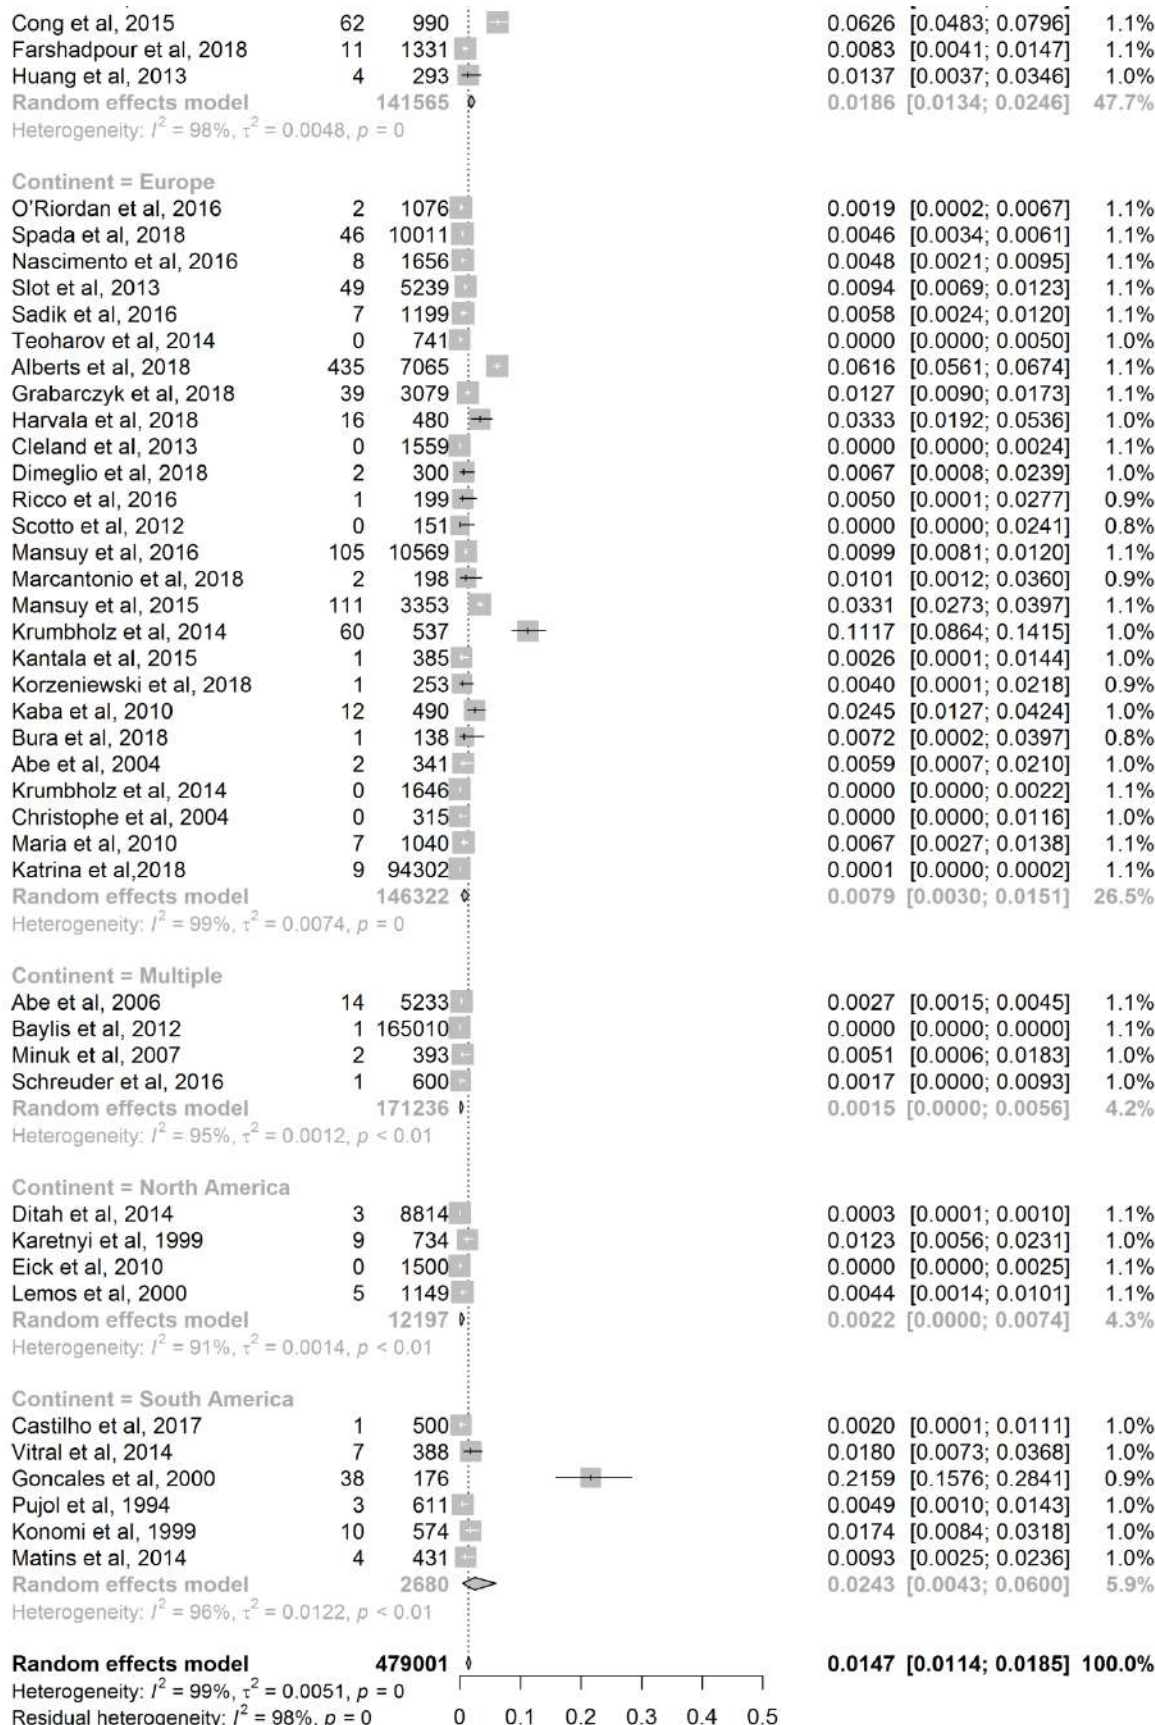 Cong et al, 2015 62 990 0.0626 [0.0483; 0.0796] 1.1%
Farshadpour et al, 2018 11 1331 0.0083 [0.0041; 0.0147] 1.1%
Huang et al, 2013 4 293 0.0137 [0.0037; 0.0346] 1.0%
Random effects model 141565 0.0186 [0.0134; 0.0246] 47.7%
Heterogeneity: I² = 98%, τ² = 0.0048, p = 0
Continent = Europe
O'Riordan et al, 2016 2 1076 0.0019 [0.0002; 0.0067] 1.1%
Spada et al, 2018 46 10011 0.0046 [0.0034; 0.0061] 1.1%
Nascimento et al, 2016 8 1656 0.0048 [0.0021; 0.0095] 1.1%
Slot et al, 2013 49 5239 0.0094 [0.0069; 0.0123] 1.1%
Sadik et al, 2016 7 1199 0.0058 [0.0024; 0.0120] 1.1%
Teoharov et al, 2014 0 741 0.0000 [0.0000; 0.0050] 1.0%
Alberts et al, 2018 435 7065 0.0616 [0.0561; 0.0674] 1.1%
Grabarczyk et al, 2018 39 3079 0.0127 [0.0090; 0.0173] 1.1%
Harvala et al, 2018 16 480 0.0333 [0.0192; 0.0536] 1.0%
Cleland et al, 2013 0 1559 0.0000 [0.0000; 0.0024] 1.1%
Dimeglio et al, 2018 2 300 0.0067 [0.0008; 0.0239] 1.0%
Ricco et al, 2016 1 199 0.0050 [0.0001; 0.0277] 0.9%
Scotto et al, 2012 0 151 0.0000 [0.0000; 0.0241] 0.8%
Mansuy et al, 2016 105 10569 0.0099 [0.0081; 0.0120] 1.1%
Marcantonio et al, 2018 2 198 0.0101 [0.0012; 0.0360] 0.9%
Mansuy et al, 2015 111 3353 0.0331 [0.0273; 0.0397] 1.1%
Krumbholz et al, 2014 60 537 0.1117 [0.0864; 0.1415] 1.0%
Kantala et al, 2015 1 385 0.0026 [0.0001; 0.0144] 1.0%
Korzeniewski et al, 2018 1 253 0.0040 [0.0001; 0.0218] 0.9%
Kaba et al, 2010 12 490 0.0245 [0.0127; 0.0424] 1.0%
Bura et al, 2018 1 138 0.0072 [0.0002; 0.0397] 0.8%
Abe et al, 2004 2 341 0.0059 [0.0007; 0.0210] 1.0%
Krumbholz et al, 2014 0 1646 0.0000 [0.0000; 0.0022] 1.1%
Christophe et al, 2004 0 315 0.0000 [0.0000; 0.0116] 1.0%
Maria et al, 2010 7 1040 0.0067 [0.0027; 0.0138] 1.1%
Katrina et al,2018 9 94302 0.0001 [0.0000; 0.0002] 1.1%
Random effects model 146322 0.0079 [0.0030; 0.0151] 26.5%
Heterogeneity: I² = 99%, τ² = 0.0074, p = 0
Continent = Multiple
Abe et al, 2006 14 5233 0.0027 [0.0015; 0.0045] 1.1%
Baylis et al, 2012 1 165010 0.0000 [0.0000; 0.0000] 1.1%
Minuk et al, 2007 2 393 0.0051 [0.0006; 0.0183] 1.0%
Schreuder et al, 2016 1 600 0.0017 [0.0000; 0.0093] 1.0%
Random effects model 171236 0.0015 [0.0000; 0.0056] 4.2%
Heterogeneity: I² = 95%, τ² = 0.0012, p < 0.01
Continent = North America
Ditah et al, 2014 3 8814 0.0003 [0.0001; 0.0010] 1.1%
Karetnyi et al, 1999 9 734 0.0123 [0.0056; 0.0231] 1.0%
Eick et al, 2010 0 1500 0.0000 [0.0000; 0.0025] 1.1%
Lemos et al, 2000 5 1149 0.0044 [0.0014; 0.0101] 1.1%
Random effects model 12197 0.0022 [0.0000; 0.0074] 4.3%
Heterogeneity: I² = 91%, τ² = 0.0014, p < 0.01
Continent = South America
Castilho et al, 2017 1 500 0.0020 [0.0001; 0.0111] 1.0%
Vitral et al, 2014 7 388 0.0180 [0.0073; 0.0368] 1.0%
Goncales et al, 2000 38 176 0.2159 [0.1576; 0.2841] 0.9%
Pujol et al, 1994 3 611 0.0049 [0.0010; 0.0143] 1.0%
Konomi et al, 1999 10 574 0.0174 [0.0084; 0.0318] 1.0%
Matins et al, 2014 4 431 0.0093 [0.0025; 0.0236] 1.0%
Random effects model 2680 0.0243 [0.0043; 0.0600] 5.9%
Heterogeneity: I² = 96%, τ² = 0.0122, p < 0.01
Random effects model 479001 0.0147 [0.0114; 0.0185] 100.0%
Heterogeneity: I² = 99%, τ² = 0.0051, p = 0
Residual heterogeneity: I² = 98%, p = 0 0 0.1 0.2 0.3 0.4 0.5